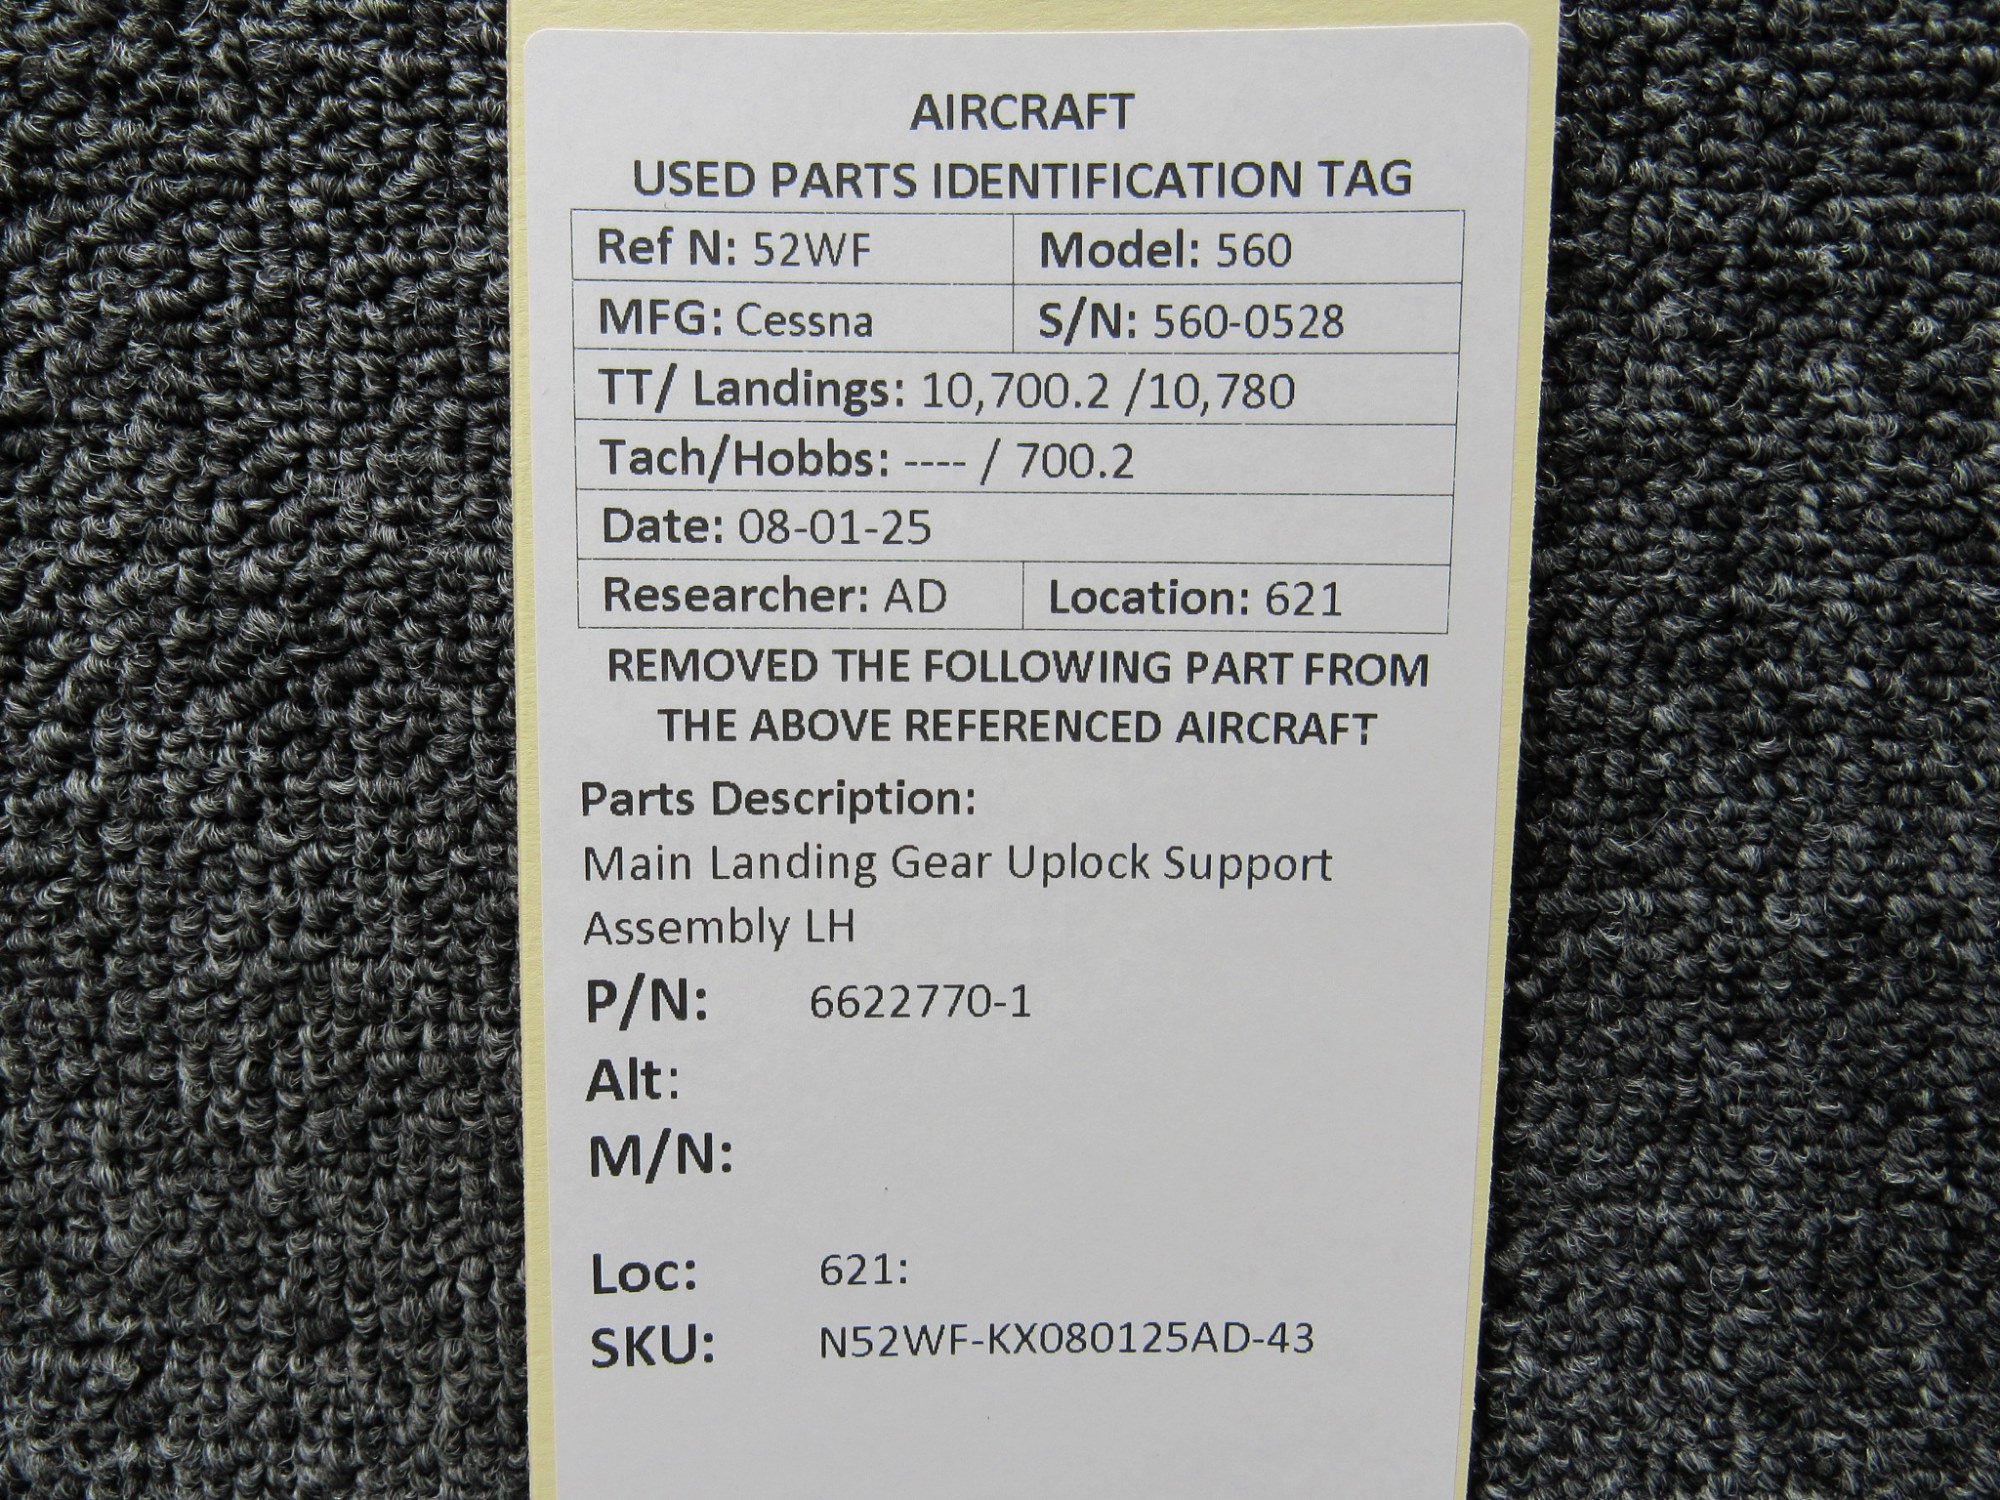 AIRCRAFT
USED PARTS IDENTIFICATION TAG
Ref N: 52WF Model: 560
MFG: Cessna S/N: 560-0528
TT/ Landings: 10,700.2 /10,780
Tach/Hobbs: ---- / 700.2
Date: 08-01-25
Researcher: AD Location: 621
REMOVED THE FOLLOWING PART FROM
THE ABOVE REFERENCED AIRCRAFT
Parts Description:
Main Landing Gear Uplock Support
Assembly LH
P/N: 6622770-1
Alt:
M/N:
Loc: 621:
SKU: N52WF-KX080125AD-43